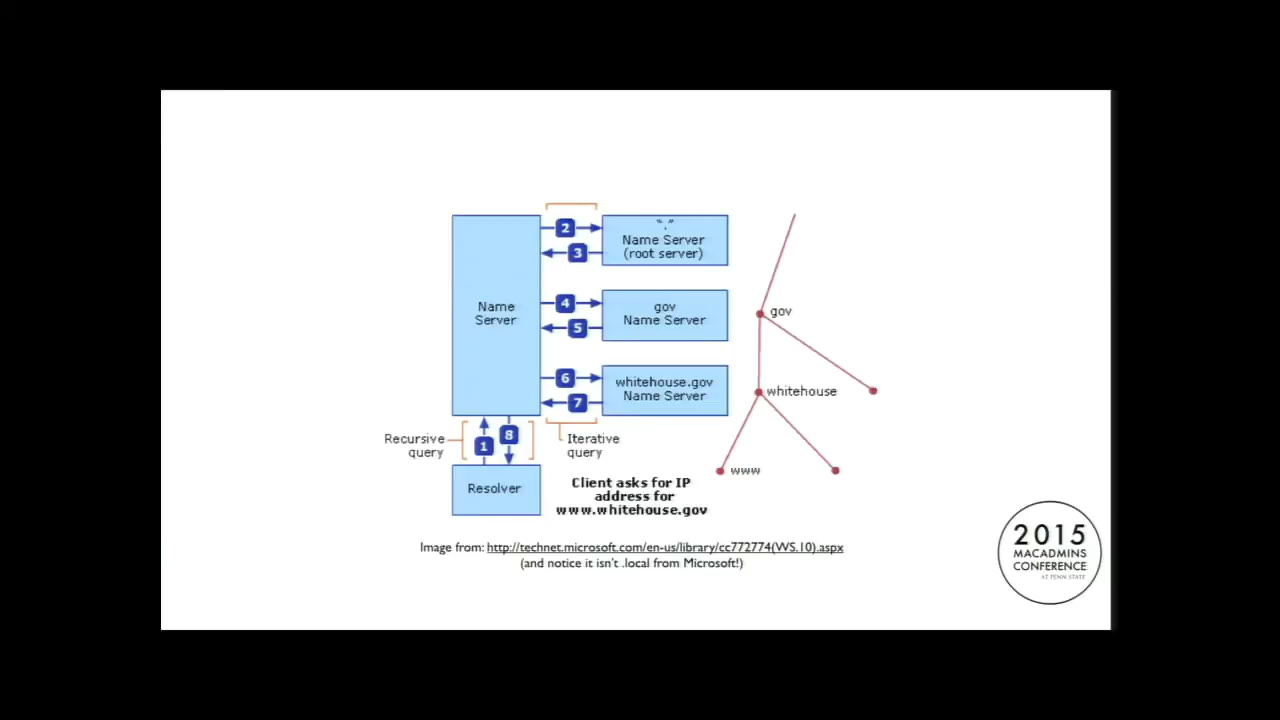 2
3
"."
Name Server
(root server)
Name
Server
4
5
gov
Name Server
gov
6
7
whitehouse.gov
Name Server
whitehouse
Recursive
query
1
8
Iterative
query
www
Resolver
Client asks for IP
address for
www.whitehouse.gov
Image from: http://technet.microsoft.com/en-us/library/cc772774(WS.10).aspx
(and notice it isn't .local from Microsoft!)
2015
MACADMINS
CONFERENCE
AT PENN STATE